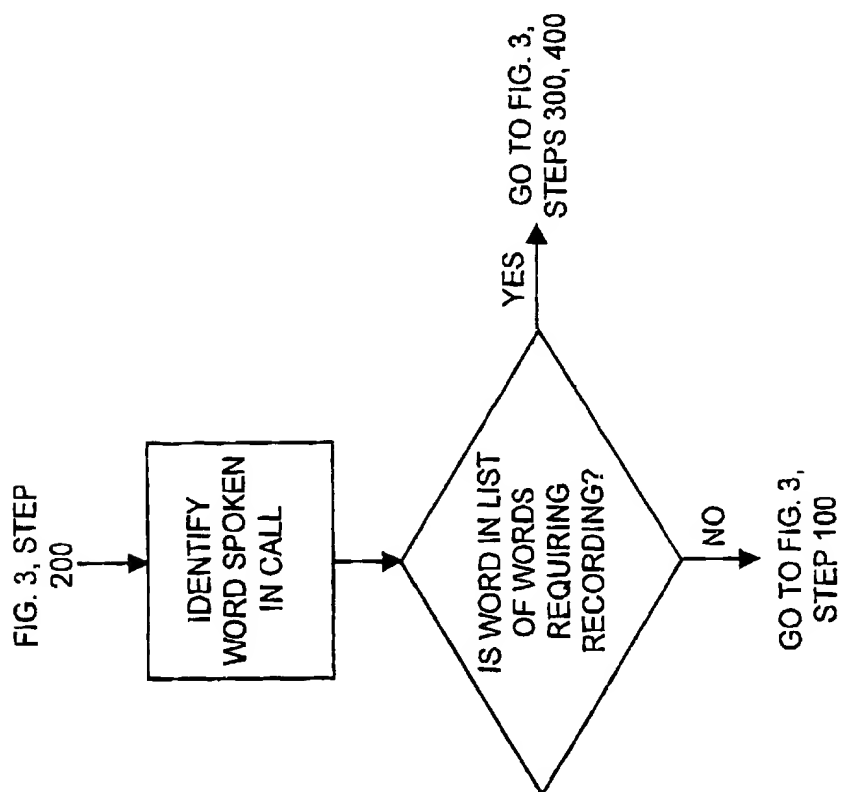 FIG. 3, STEP
200
IDENTIFY
WORD SPOKEN
IN CALL
IS WORD IN LIST
OF WORDS
REQUIRING
RECORDING?
YES
GO TO FIG. 3,
STEPS 300, 400
NO
GO TO FIG. 3,
STEP 100